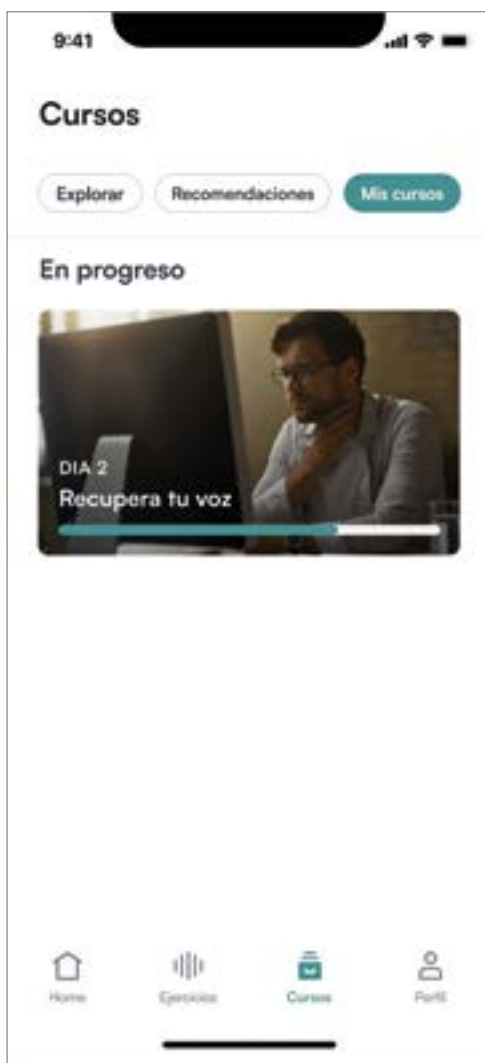 9:41
Cursos
Explorar Recomendaciones Mis cursos
En progreso
DIA 2
Recupera tu voz
Home Ejercicios Cursos Perfil